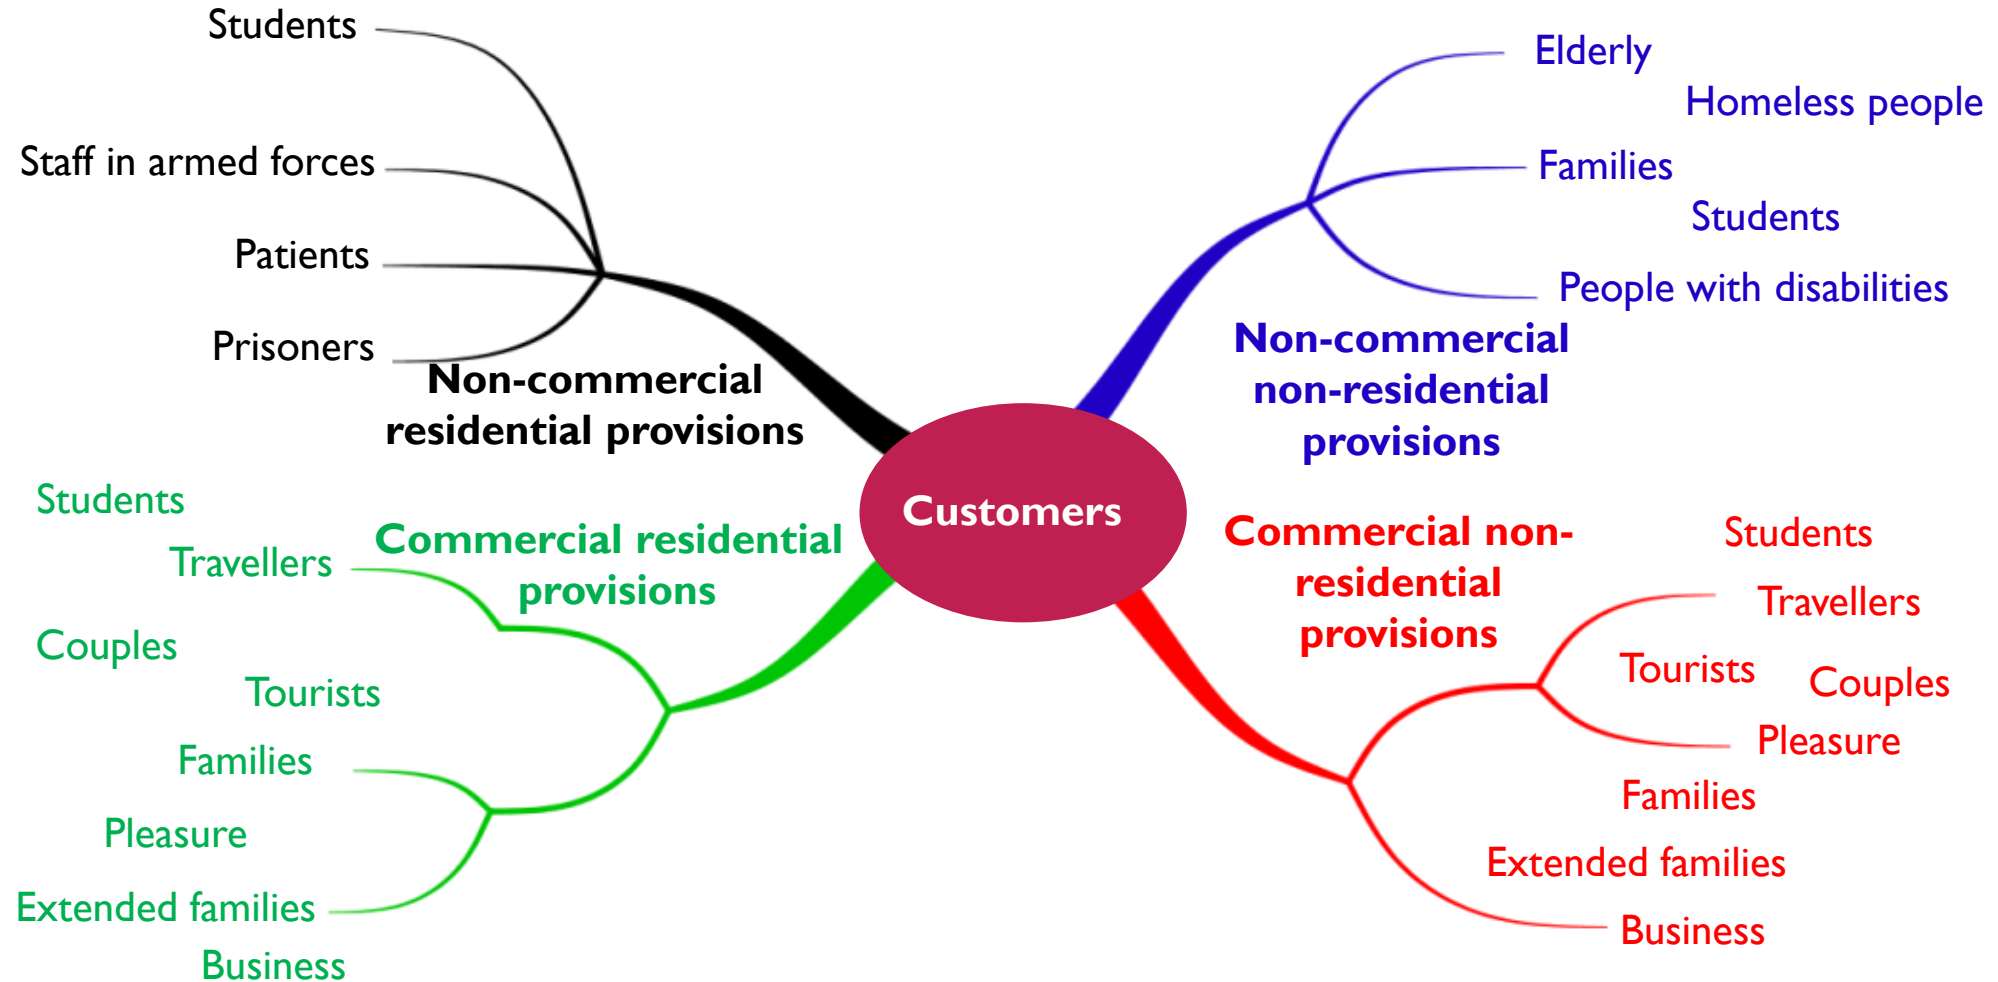 Students
Staff in armed forces
Patients
Prisoners
Non-commercial
residential provisions
Elderly
Homeless people
Families
Students
People with disabilities
Non-commercial
non-residential
provisions
Customers
Students
Travellers
Commercial residential
provisions
Couples
Tourists
Families
Pleasure
Extended families
Business
Commercial non-
residential
provisions
Students
Travellers
Tourists
Couples
Pleasure
Families
Extended families
Business